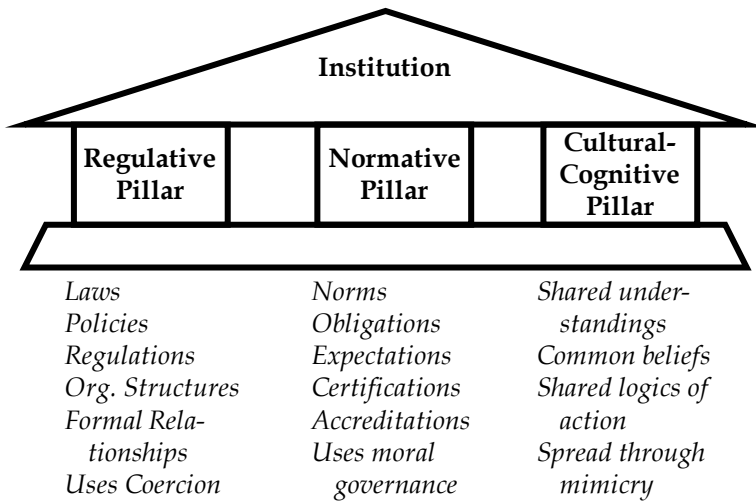 Institution
Regulative
Pillar
Normative
Pillar
Cultural-
Cognitive
Pillar
Laws
Policies
Regulations
Org. Structures
Formal Rela-
tionships
Uses Coercion
Norms
Obligations
Expectations
Certifications
Accreditations
Uses moral
governance
Shared under-
standings
Common beliefs
Shared logics of
action
Spread through
mimicry